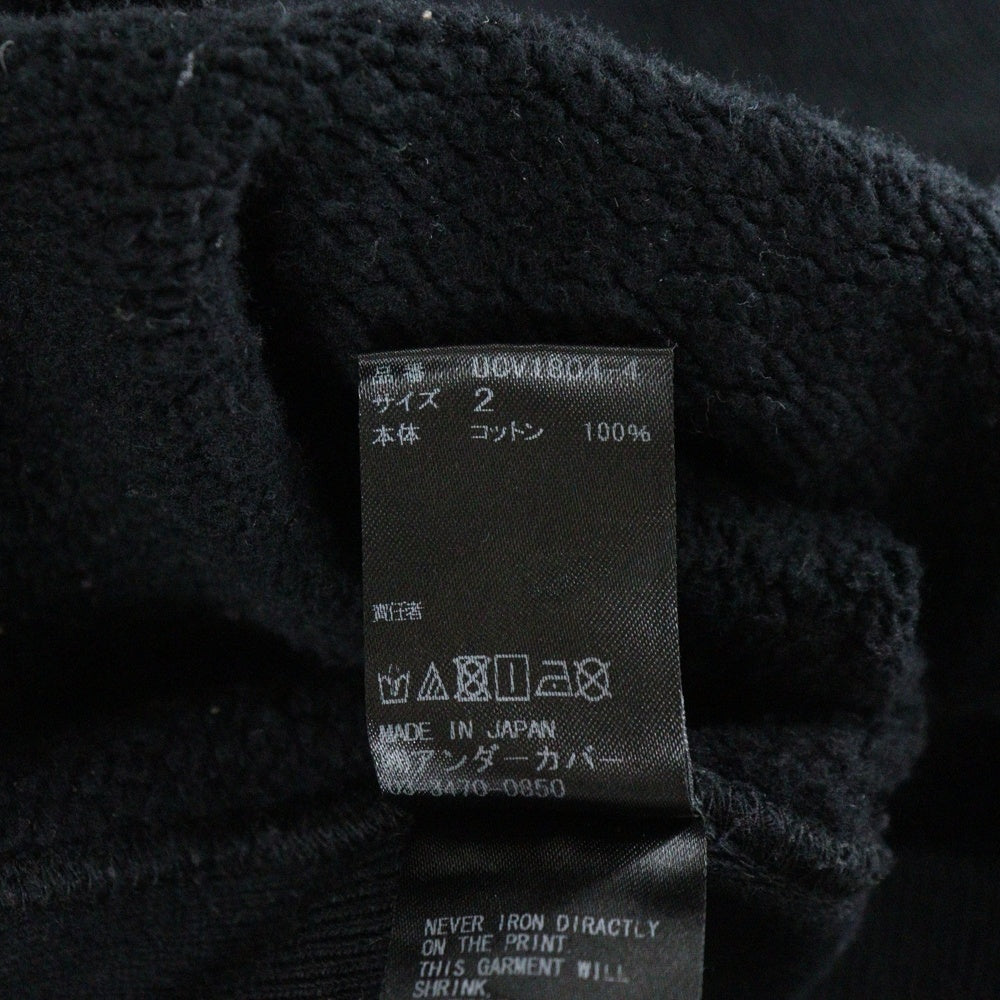 品番 UCV1804-4
サイズ 2
本体 コットン 100%
責任者
MADE IN JAPAN
アンダーカバー
03-3470-0850
NEVER IRON DIRACTLY
ON THE PRINT
THIS GARMENT WILL
SHRINK.